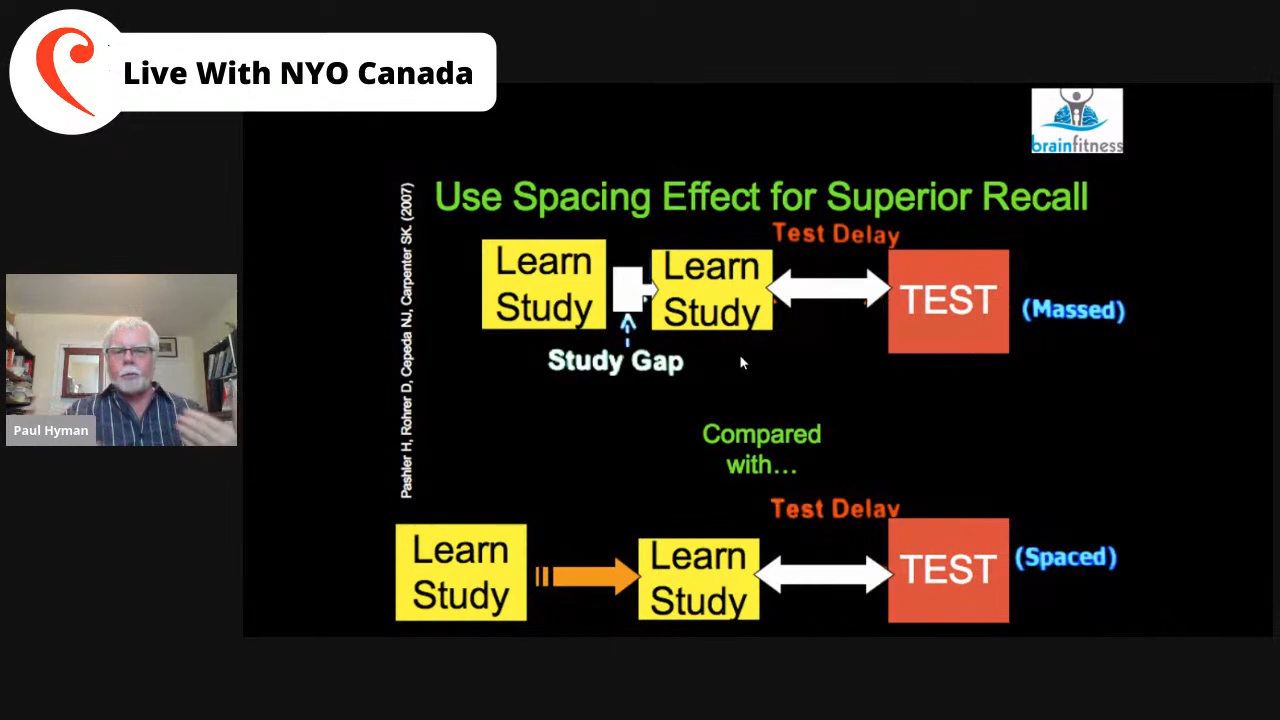 Live With NYO Canada
brainfitness
Use Spacing Effect for Superior Recall
Pashler H, Rohrer D, Cepeda NJ, Carpenter SK. (2007)
Test Delay
Learn
Study
Learn
Study
TEST
(Massed)
Study Gap
Paul Hyman
Compared
with...
Test Delay
Learn
Study
Learn
Study
TEST
(Spaced)